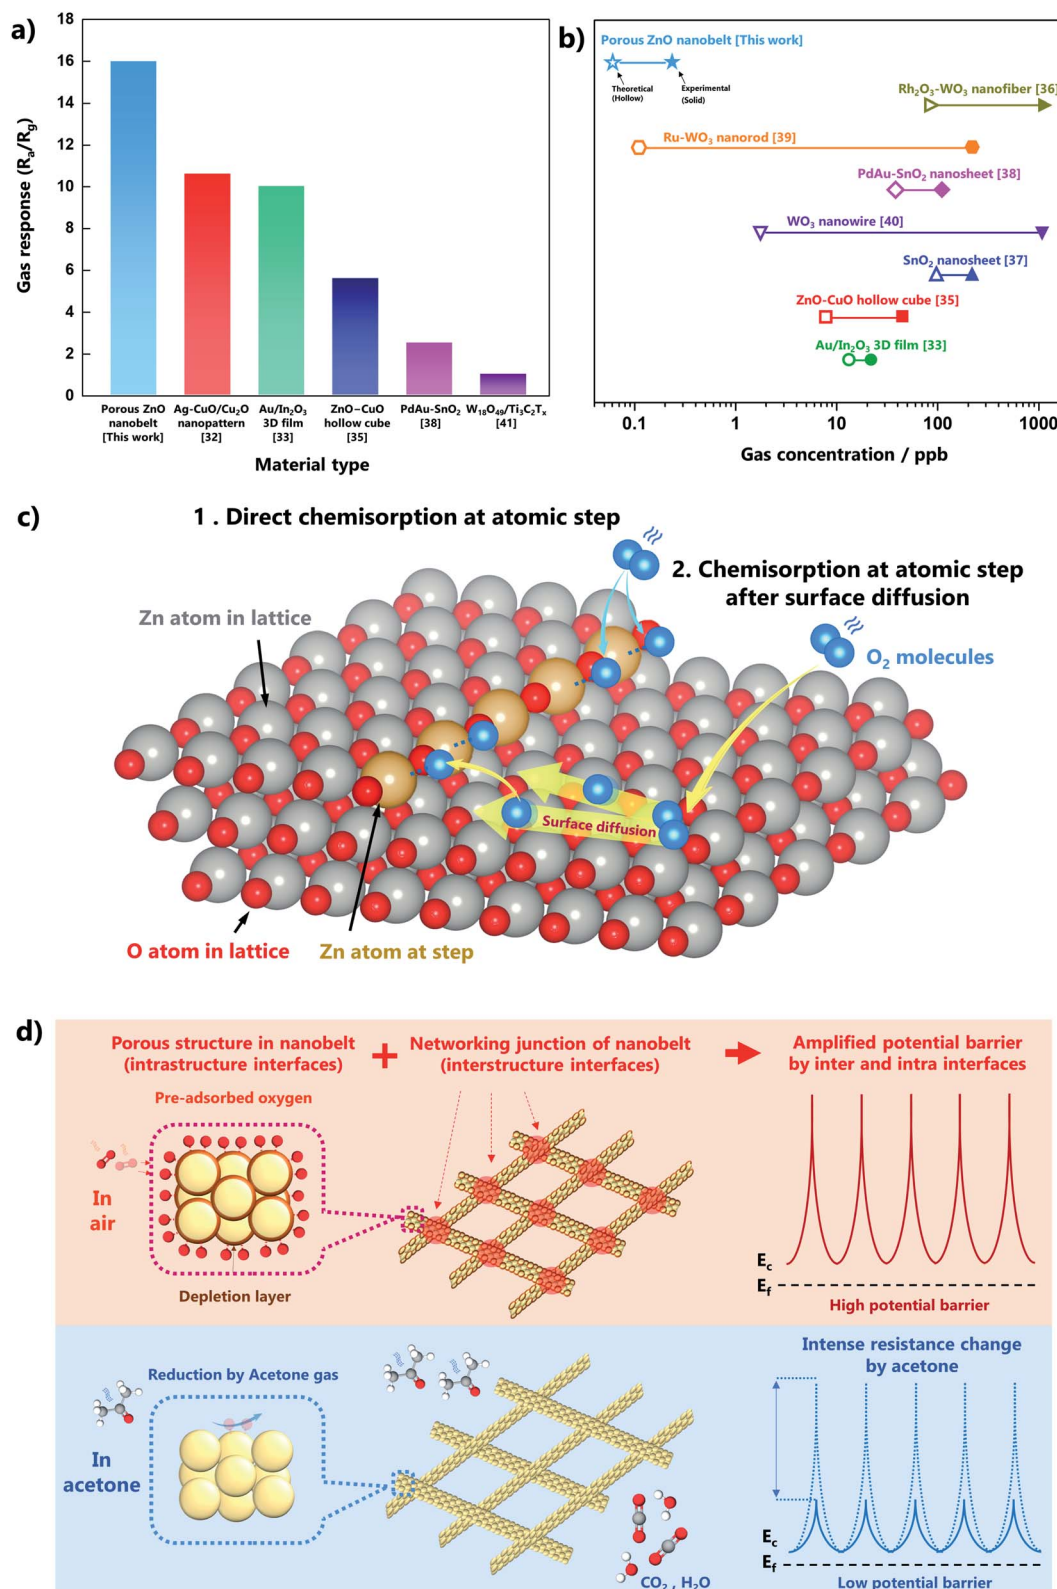 a)
18
16
14
12
10
8
6
4
2
0
Gas response (Rₐ/R_g)
Porous ZnO
nanobelt
[This work]
Ag-CuO/Cu₂O
nanopattern
[32]
Au/In₂O₃
3D film
[33]
ZnO–CuO
hollow cube
[35]
PdAu-SnO₂
[38]
W₁₈O₄₉/Ti₃C₂Tₓ
[41]
Material type
b)
Porous ZnO nanobelt [This work]
Theoretical
(Hollow)
Experimental
(Solid)
Rh₂O₃-WO₃ nanofiber [36]
Ru-WO₃ nanorod [39]
PdAu-SnO₂ nanosheet [38]
WO₃ nanowire [40]
SnO₂ nanosheet [37]
ZnO-CuO hollow cube [35]
Au/In₂O₃ 3D film [33]
0.1
1
10
100
1000
Gas concentration / ppb
c)
1 . Direct chemisorption at atomic step
2. Chemisorption at atomic step
after surface diffusion
Zn atom in lattice
O₂ molecules
Surface diffusion
O atom in lattice
Zn atom at step
d)
Porous structure in nanobelt
(intrastructure interfaces)
+
Networking junction of nanobelt
(interstructure interfaces)
Amplified potential barrier
by inter and intra interfaces
Pre-adsorbed oxygen
In
air
Depletion layer
E_c
E_f
High potential barrier
Reduction by Acetone gas
In
acetone
CO₂ , H₂O
Intense resistance change
by acetone
E_c
E_f
Low potential barrier